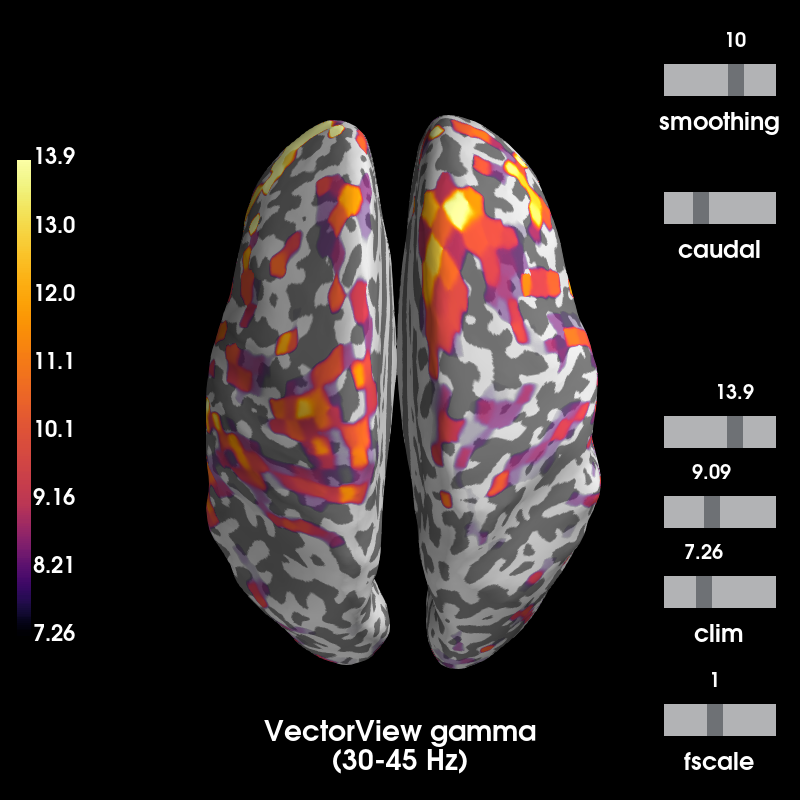 10
smoothing
13.9
13.0
12.0
11.1
10.1
9.16
8.21
7.26
caudal
13.9
9.09
7.26
clim
1
fscale
VectorView gamma
(30-45 Hz)